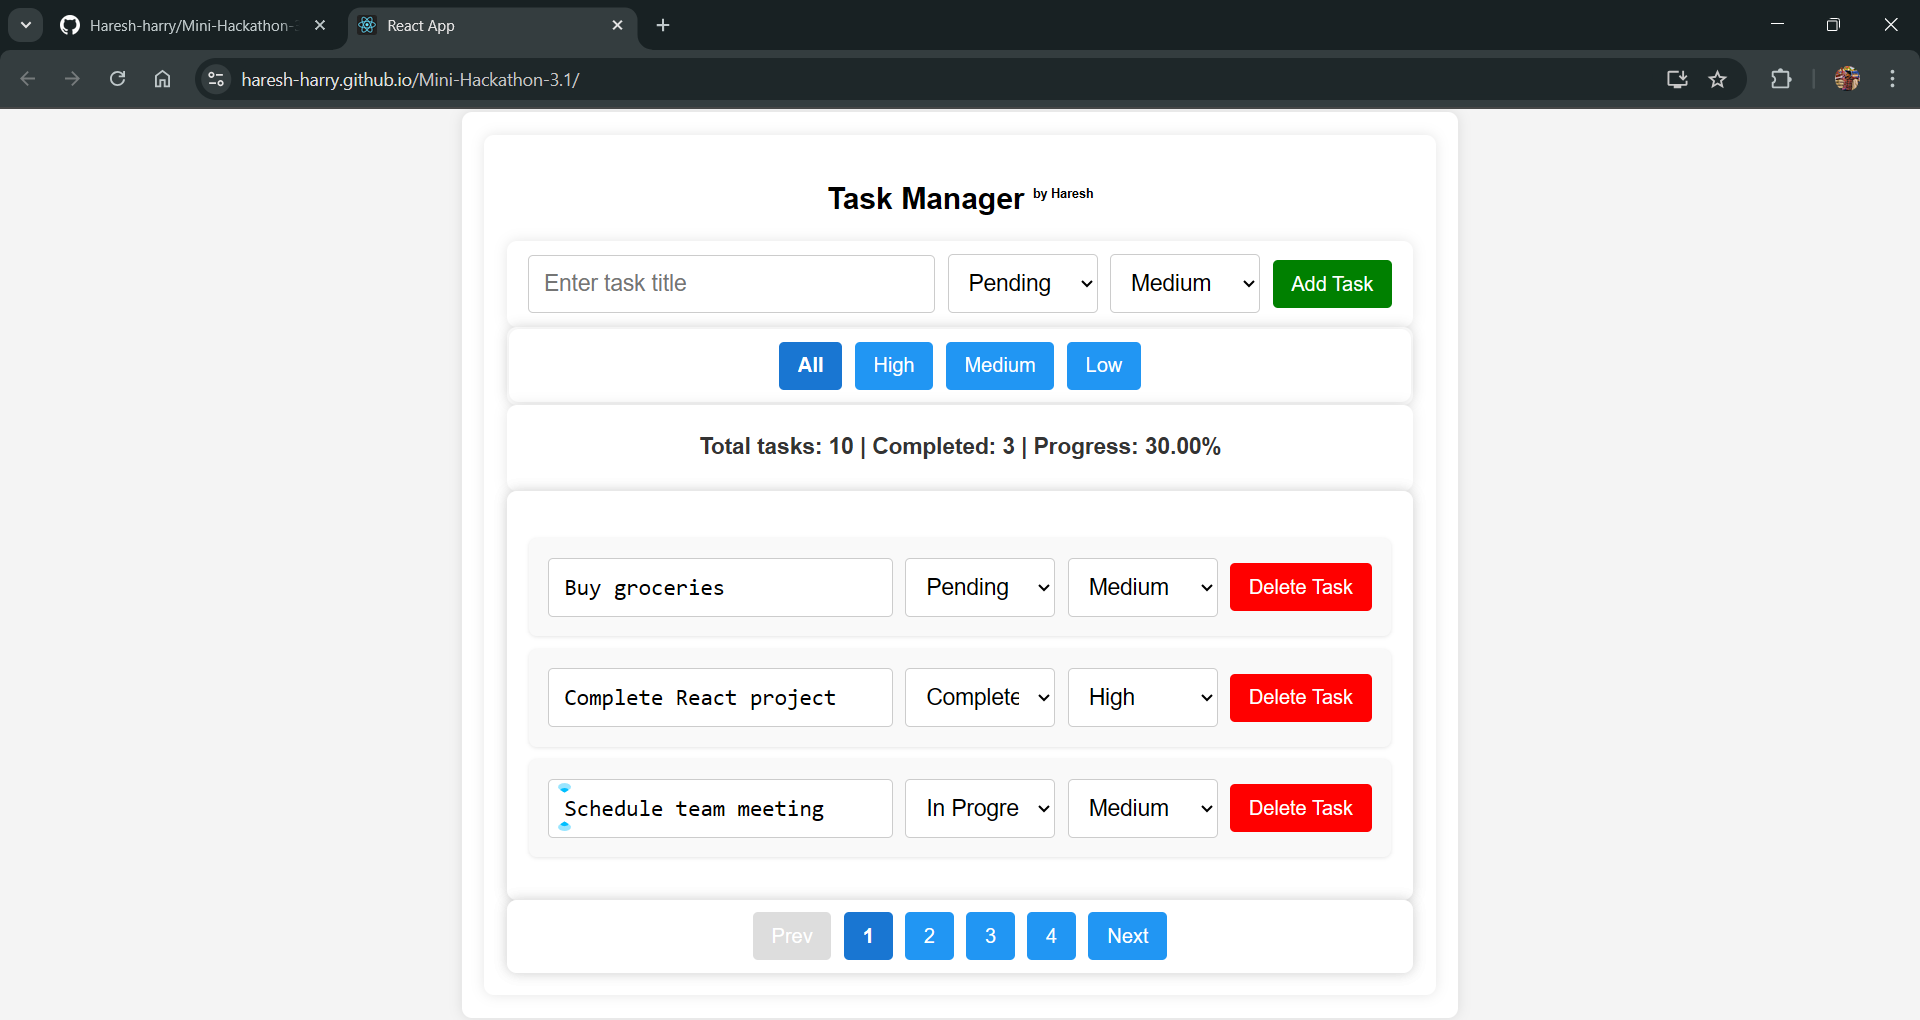 Haresh-harry/Mini-Hackathon-
React App
haresh-harry.github.io/Mini-Hackathon-3.1/
Task Manager by Haresh
Enter task title Pending Medium Add Task
All High Medium Low
Total tasks: 10 | Completed: 3 | Progress: 30.00%
Buy groceries Pending Medium Delete Task
Complete React project Complete High Delete Task
Schedule team meeting In Progre Medium Delete Task
Prev 1 2 3 4 Next